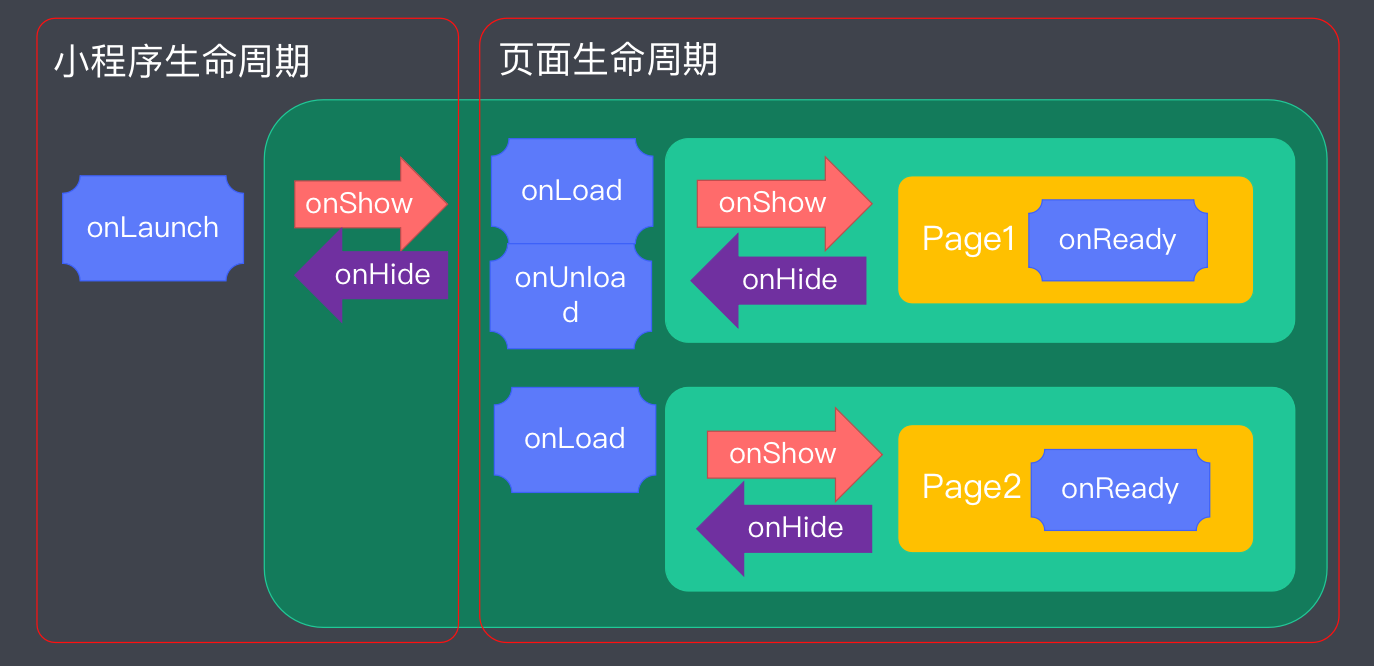 小程序生命周期
页面生命周期
onLaunch
onShow
onHide
onLoad
onUnloa
d
onShow
onHide
Page1
onReady
onLoad
onShow
onHide
Page2
onReady